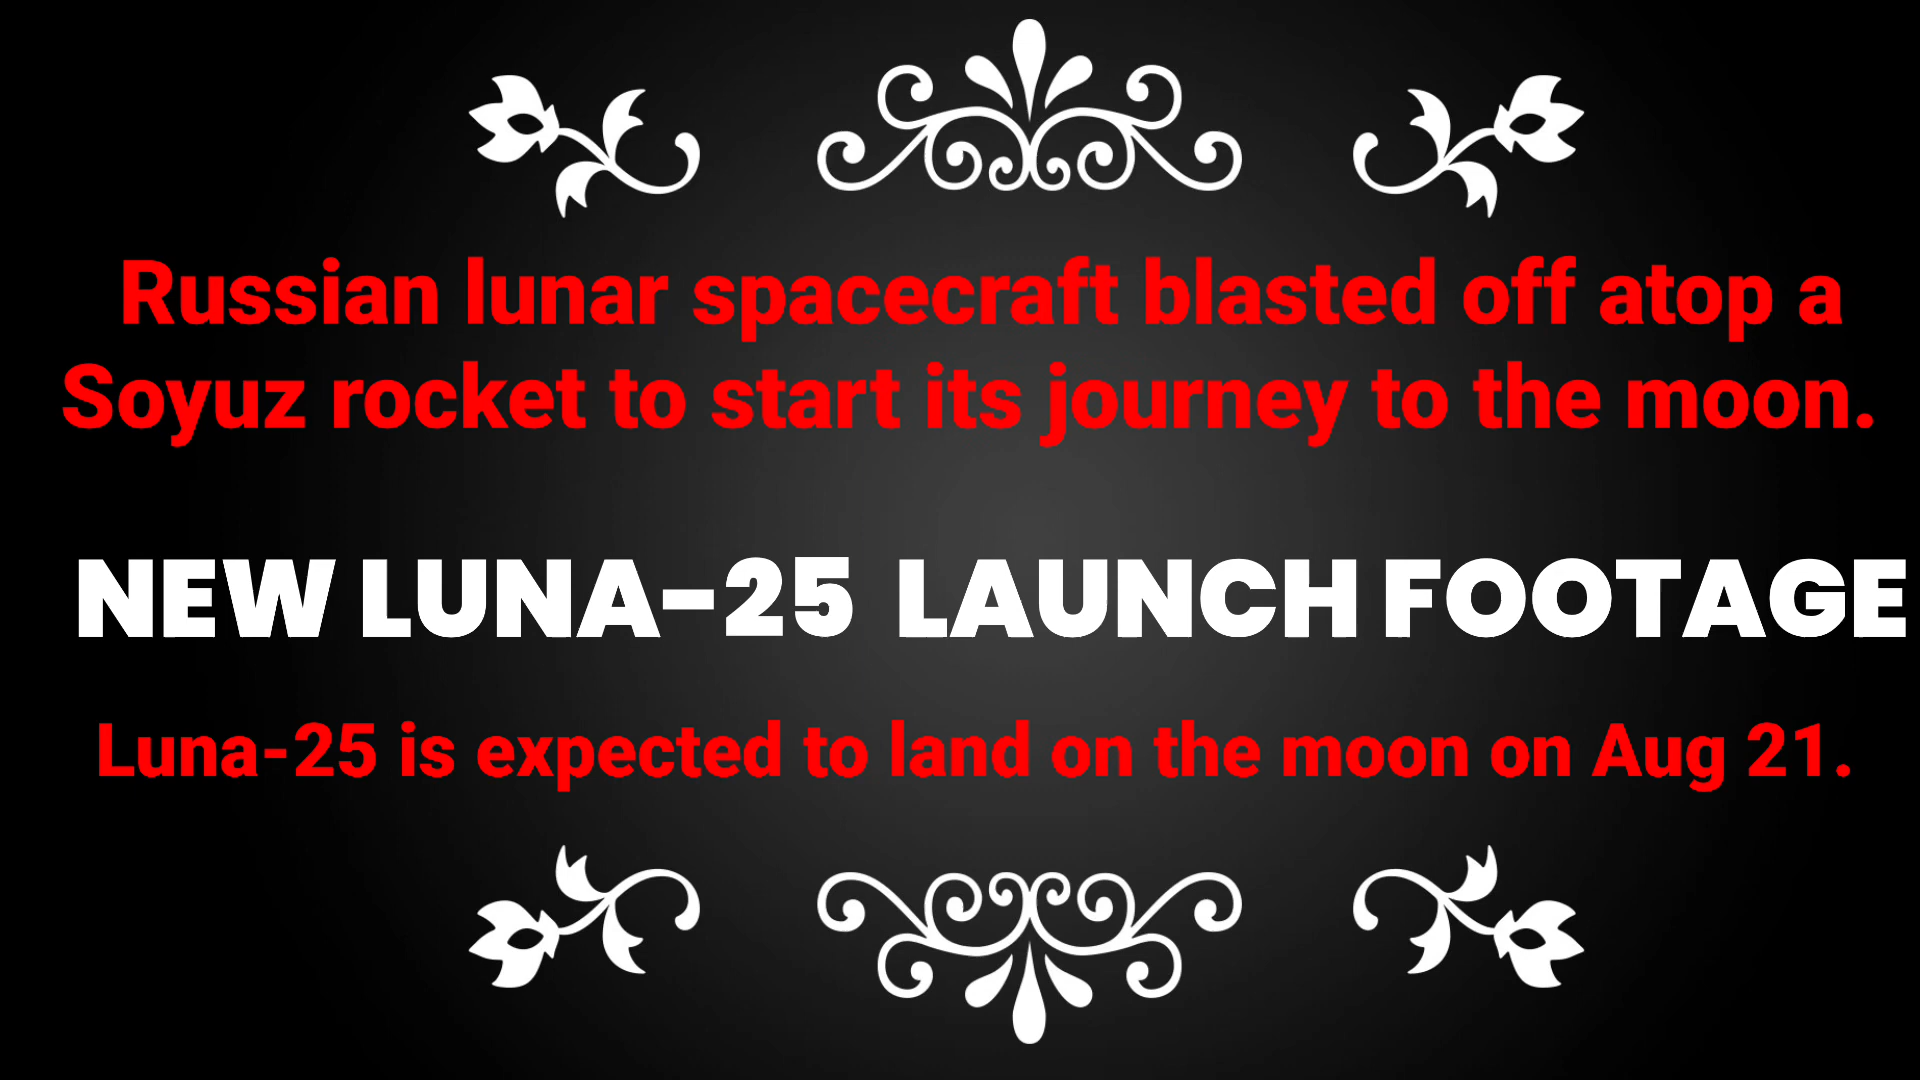 Russian lunar spacecraft blasted off atop a
Soyuz rocket to start its journey to the moon.
NEW LUNA-25 LAUNCH FOOTAGE
Luna-25 is expected to land on the moon on Aug 21.